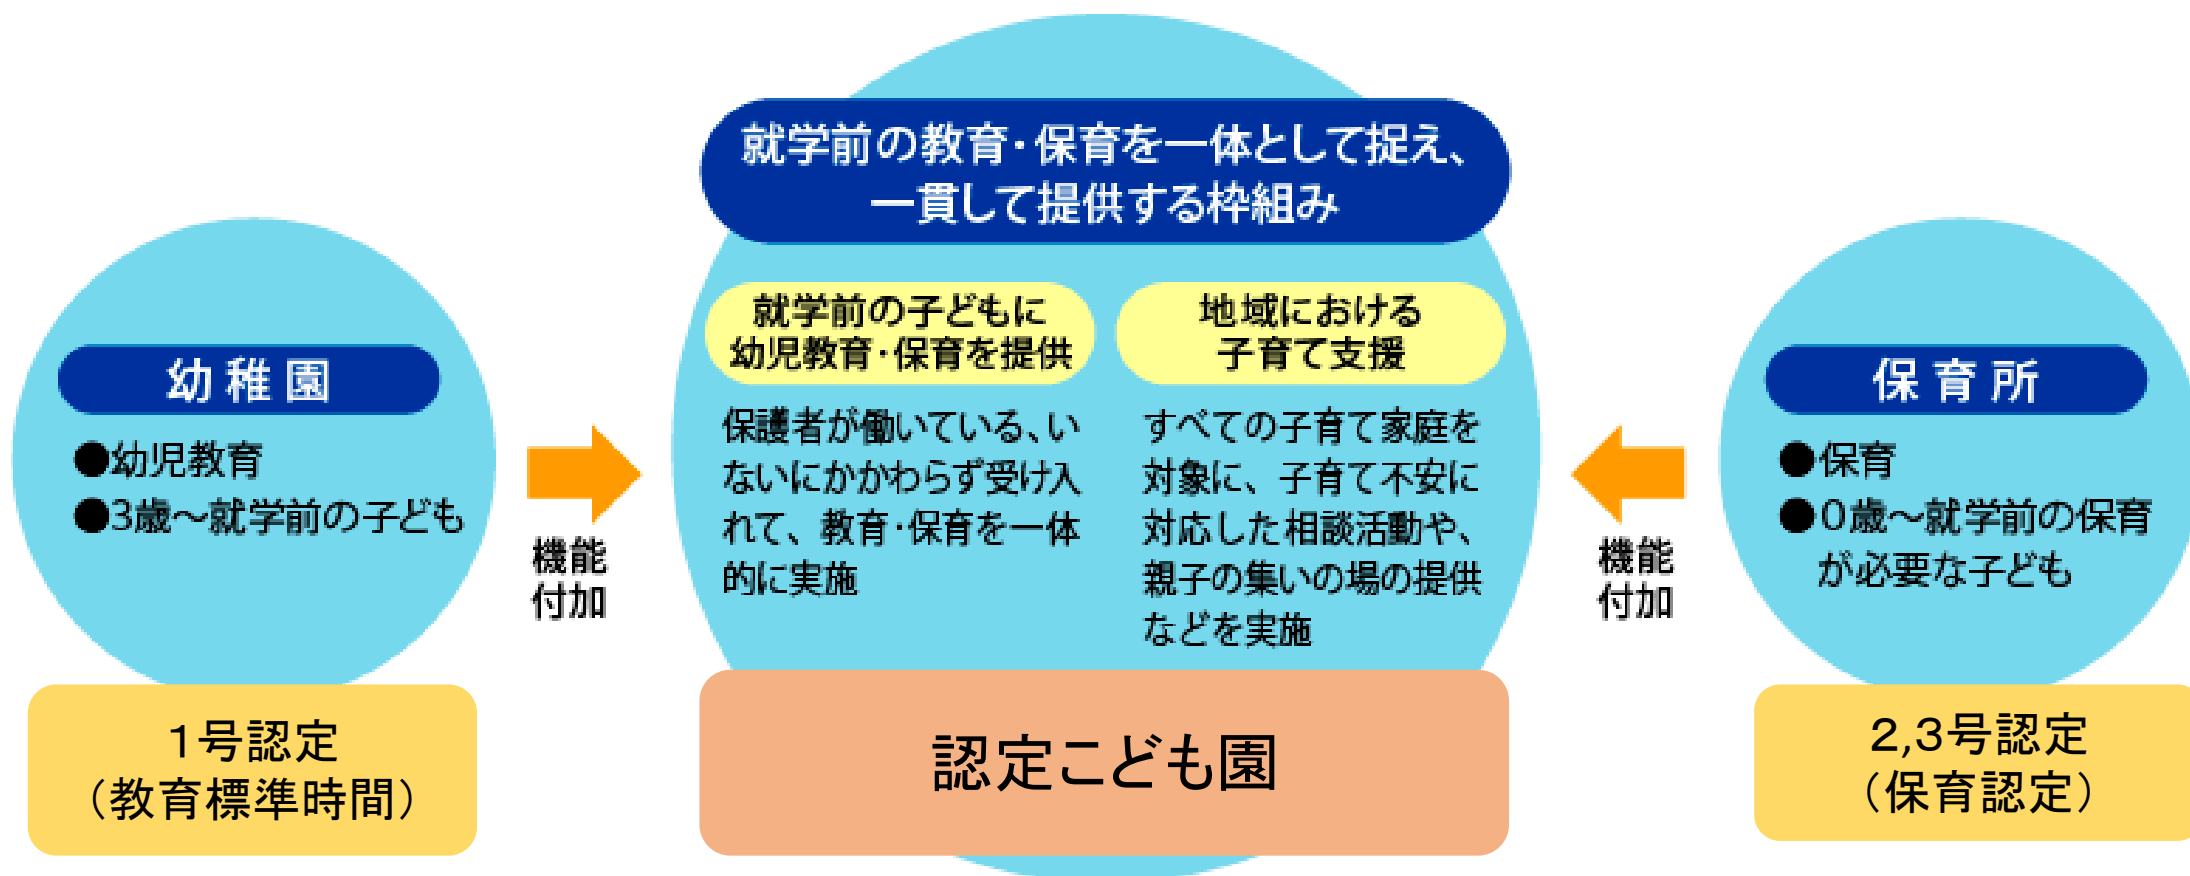 幼稚園
●幼児教育
●3歳～就学前の子ども
1号認定
（教育標準時間）
機能
付加
就学前の教育・保育を一体として捉え、
一貫して提供する枠組み
就学前の子どもに
幼児教育・保育を提供
保護者が働いている、い
ないにかかわらず受け入
れて、教育・保育を一体
的に実施
地域における
子育て支援
すべての子育て家庭を
対象に、子育て不安に
対応した相談活動や、
親子の集いの場の提供
などを実施
認定こども園
機能
付加
保育所
●保育
●0歳～就学前の保育
が必要な子ども
2,3号認定
（保育認定）